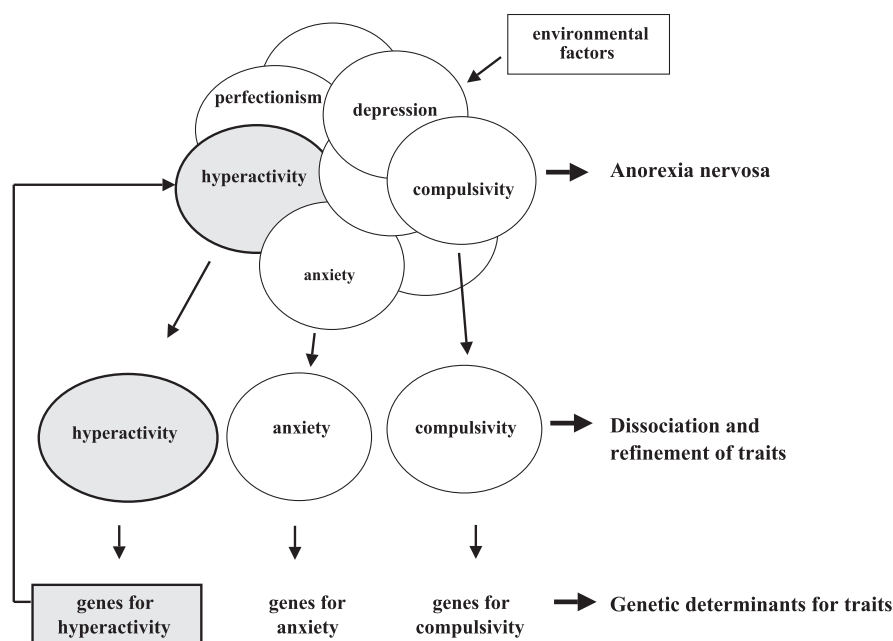 environmental
factors
perfectionism
depression
hyperactivity
compulsivity
Anorexia nervosa
anxiety
hyperactivity
anxiety
compulsivity
Dissociation and
refinement of traits
genes for
hyperactivity
genes for
anxiety
genes for
compulsivity
Genetic determinants for traits